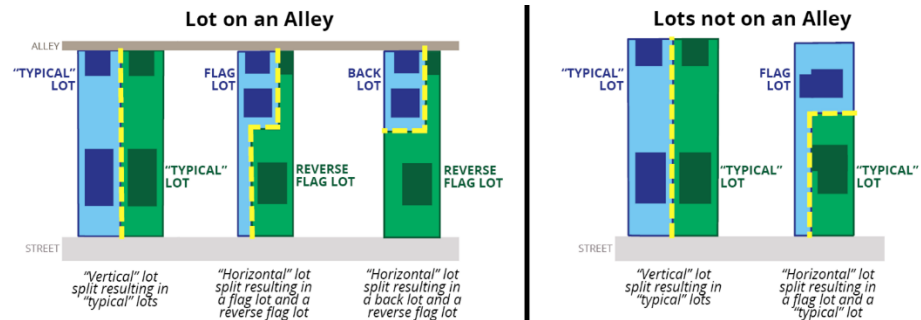 Lot on an Alley
ALLEY
“TYPICAL”
LOT
“TYPICAL”
LOT
FLAG
LOT
REVERSE
FLAG LOT
BACK
LOT
REVERSE
FLAG LOT
STREET
“Vertical” lot
split resulting in
“typical” lots
“Horizontal” lot
split resulting in
a flag lot and a
reverse flag lot
“Horizontal” lot
split resulting in
a back lot and a
reverse flag lot
Lots not on an Alley
“TYPICAL”
LOT
“TYPICAL”
LOT
FLAG
LOT
“TYPICAL”
LOT
STREET
“Vertical” lot
split resulting in
“typical” lots
“Horizontal” lot
split resulting in
a flag lot and a
“typical” lot